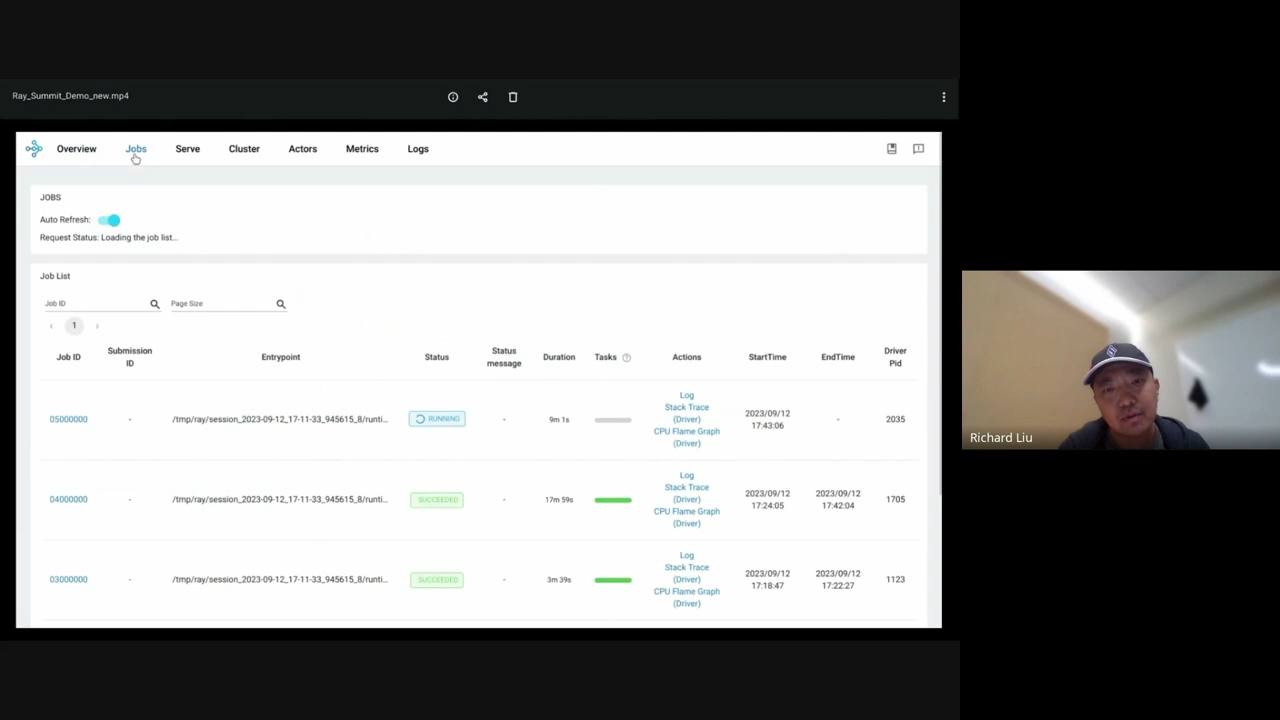 Ray_Summit_Demo_new.mp4
Overview Jobs Serve Cluster Actors Metrics Logs
JOBS
Auto Refresh:
Request Status: Loading the job list...
Job List
Job ID Page Size
1
Job ID Submission ID Entrypoint Status Status message Duration Tasks Actions StartTime EndTime Driver Pid
05000000 - /tmp/ray/session_2023-09-12_17-11-33_945615_8/runti... RUNNING - 9m 1s Log Stack Trace (Driver) CPU Flame Graph (Driver) 2023/09/12 17:43:06 - 2035
04000000 - /tmp/ray/session_2023-09-12_17-11-33_945615_8/runti... SUCCEEDED - 17m 59s Log Stack Trace (Driver) CPU Flame Graph (Driver) 2023/09/12 17:24:05 2023/09/12 17:42:04 1705
03000000 - /tmp/ray/session_2023-09-12_17-11-33_945615_8/runti... SUCCEEDED - 3m 39s Log Stack Trace (Driver) CPU Flame Graph (Driver) 2023/09/12 17:18:47 2023/09/12 17:22:27 1123
Richard Liu